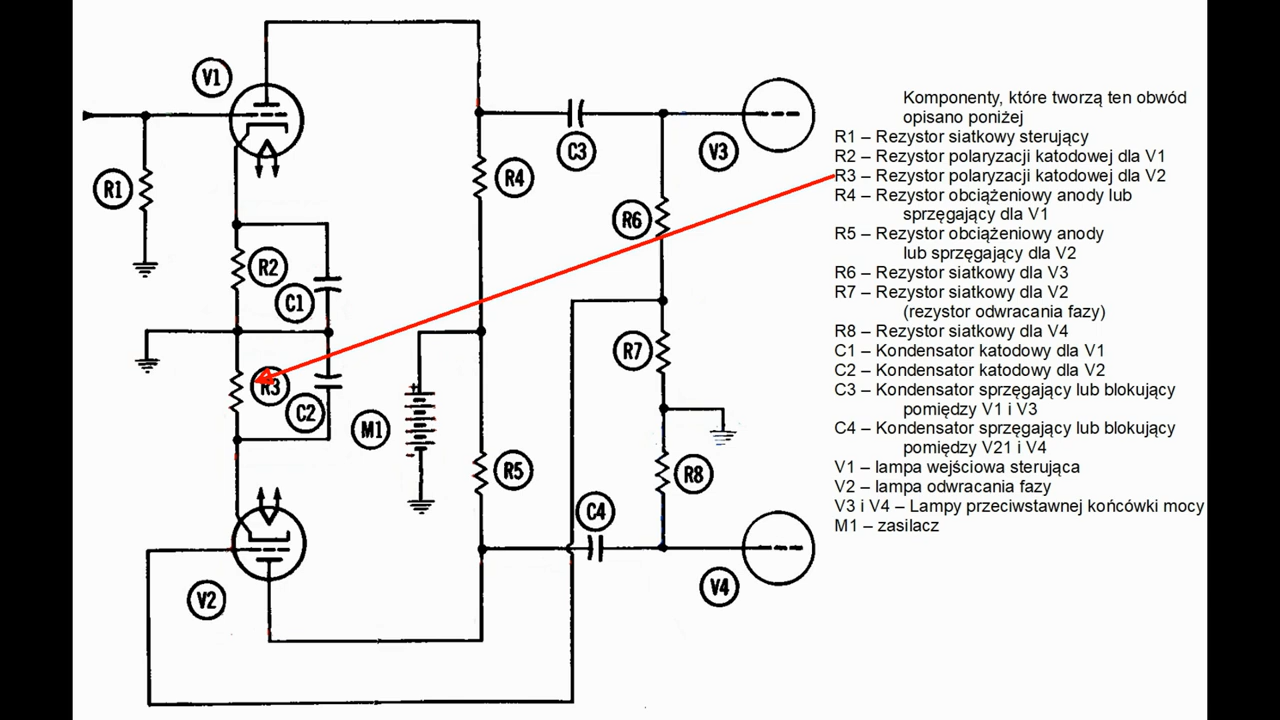 V1
R1
R2
C1
R3
C2
M1
V2
R4
R5
C3
C4
R6
R7
R8
V3
V4
+
-
Komponenty, które tworzą ten obwód
opisano poniżej
R1 – Rezystor siatkowy sterujący
R2 – Rezystor polaryzacji katodowej dla V1
R3 – Rezystor polaryzacji katodowej dla V2
R4 – Rezystor obciążeniowy anody lub
sprzęgający dla V1
R5 – Rezystor obciążeniowy anody
lub sprzęgający dla V2
R6 – Rezystor siatkowy dla V3
R7 – Rezystor siatkowy dla V2
(rezystor odwracania fazy)
R8 – Rezystor siatkowy dla V4
C1 – Kondensator katodowy dla V1
C2 – Kondensator katodowy dla V2
C3 – Kondensator sprzęgający lub blokujący
pomiędzy V1 i V3
C4 – Kondensator sprzęgający lub blokujący
pomiędzy V21 i V4
V1 – lampa wejściowa sterująca
V2 – lampa odwracania fazy
V3 i V4 – Lampy przeciwstawnej końcówki mocy
M1 – zasilacz